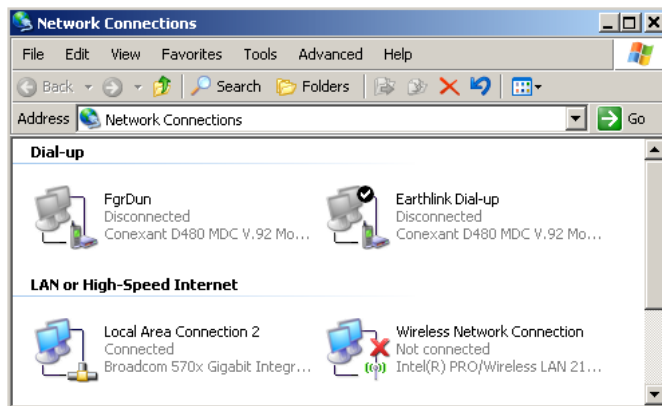 Network Connections
File Edit View Favorites Tools Advanced Help
Back Search Folders
Address Network Connections Go
Dial-up
FgrDun
Disconnected
Conexant D480 MDC V.92 Mo...
Earthlink Dial-up
Disconnected
Conexant D480 MDC V.92 Mo...
LAN or High-Speed Internet
Local Area Connection 2
Connected
Broadcom 570x Gigabit Integr...
Wireless Network Connection
Not connected
Intel(R) PRO/Wireless LAN 21...